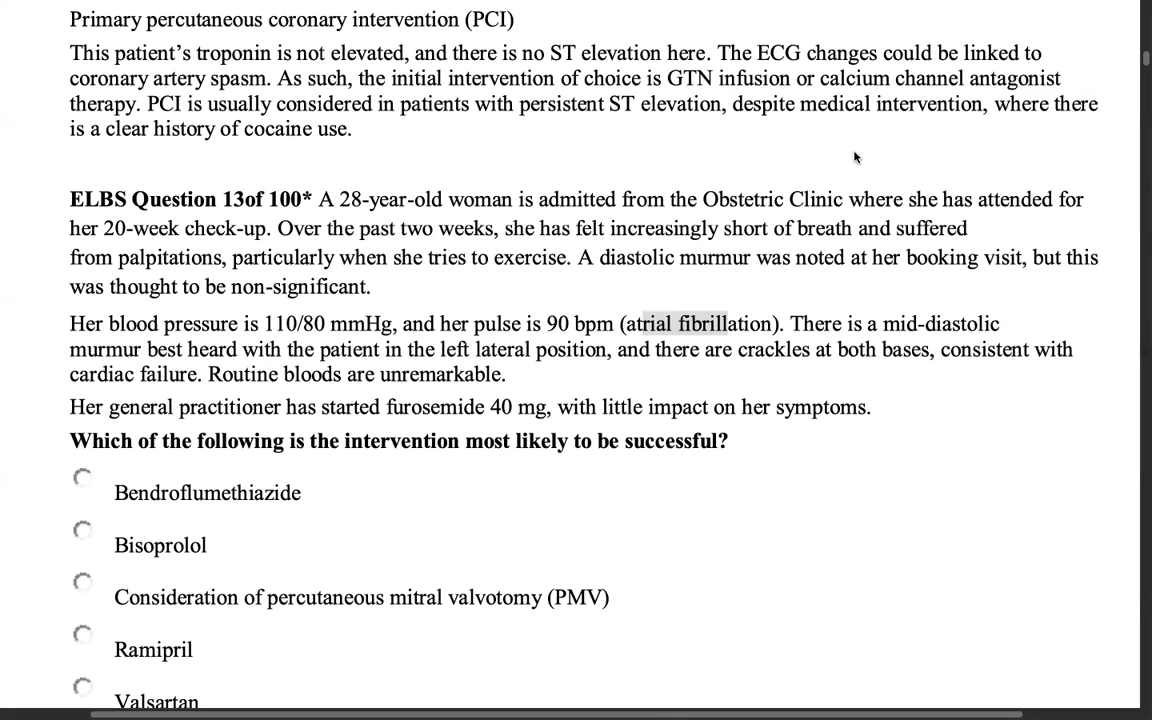 Primary percutaneous coronary intervention (PCI)
This patient’s troponin is not elevated, and there is no ST elevation here. The ECG changes could be linked to
coronary artery spasm. As such, the initial intervention of choice is GTN infusion or calcium channel antagonist
therapy. PCI is usually considered in patients with persistent ST elevation, despite medical intervention, where there
is a clear history of cocaine use.
ELBS Question 13of 100* A 28-year-old woman is admitted from the Obstetric Clinic where she has attended for
her 20-week check-up. Over the past two weeks, she has felt increasingly short of breath and suffered
from palpitations, particularly when she tries to exercise. A diastolic murmur was noted at her booking visit, but this
was thought to be non-significant.
Her blood pressure is 110/80 mmHg, and her pulse is 90 bpm (atrial fibrillation). There is a mid-diastolic
murmur best heard with the patient in the left lateral position, and there are crackles at both bases, consistent with
cardiac failure. Routine bloods are unremarkable.
Her general practitioner has started furosemide 40 mg, with little impact on her symptoms.
Which of the following is the intervention most likely to be successful?
Bendroflumethiazide
Bisoprolol
Consideration of percutaneous mitral valvotomy (PMV)
Ramipril
Valsartan